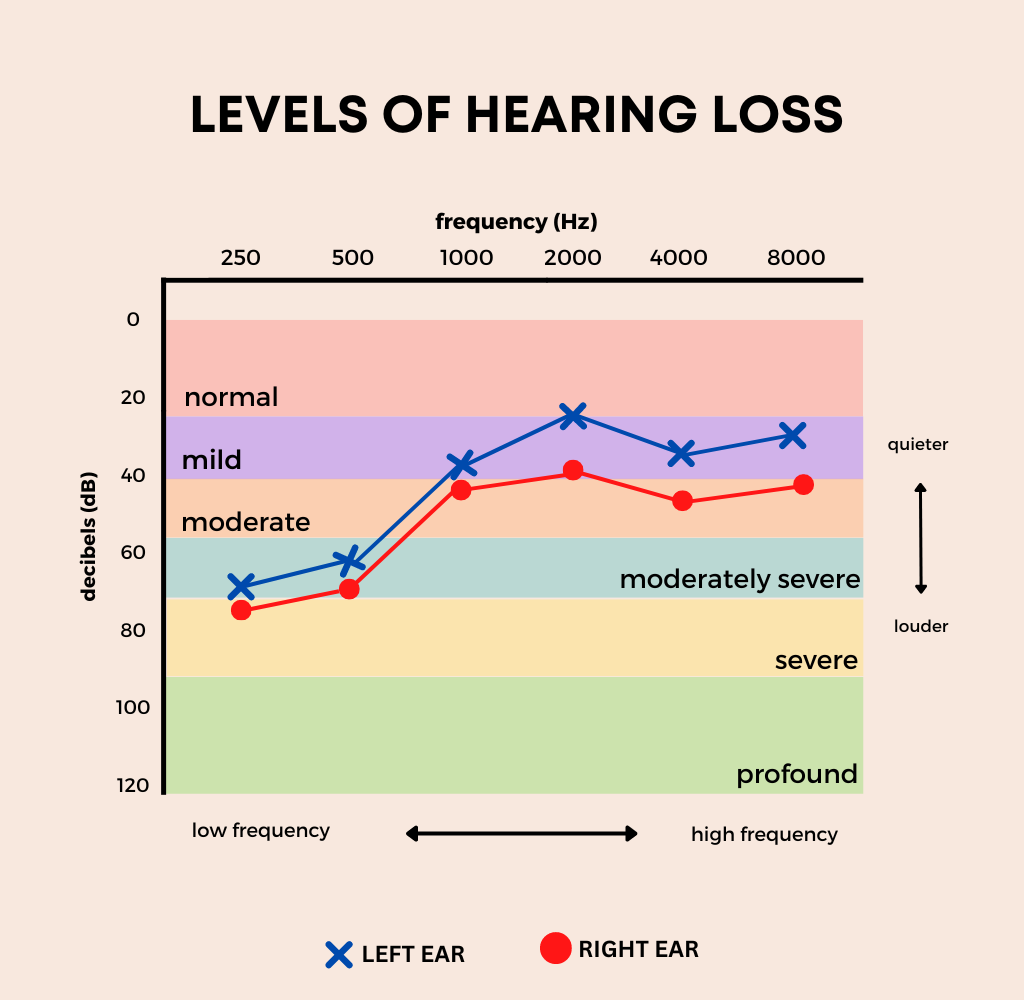 LEVELS OF HEARING LOSS
frequency (Hz)
250 500 1000 2000 4000 8000
decibels (dB)
0
20
40
60
80
100
120
normal
mild
moderate
moderately severe
severe
profound
quieter
louder
low frequency
high frequency
LEFT EAR
RIGHT EAR